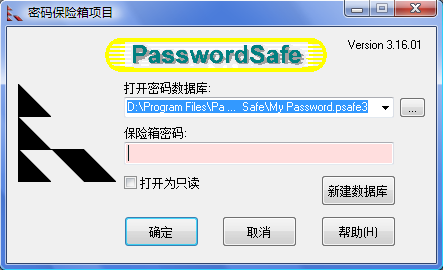 密码保险箱项目
PasswordSafe
Version 3.16.01
打开密码数据库:
D:\Program Files\Pa ... Safe\My Password.psafe3
...
保险箱密码:
打开为只读
新建数据库
确定
取消
帮助(H)